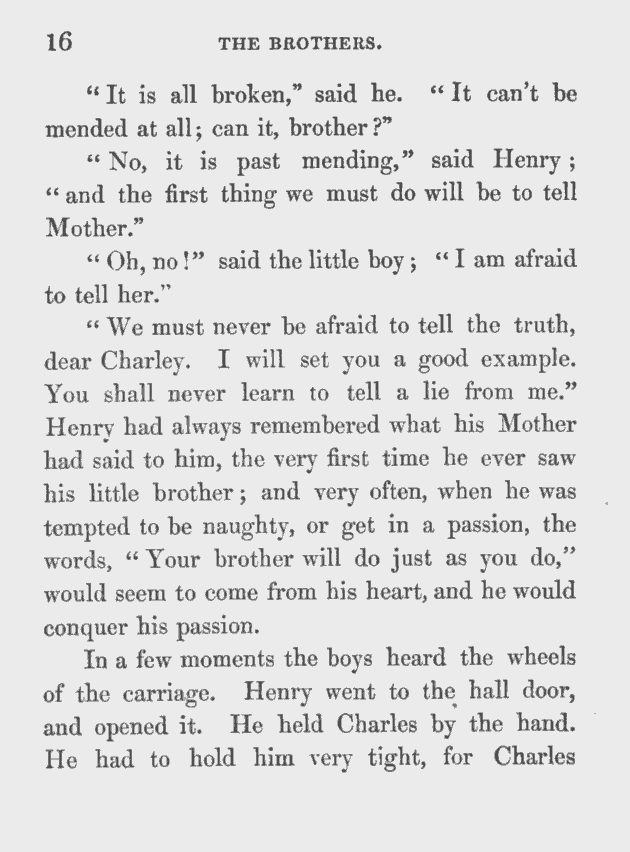 16 THE BROTHERS.
“ It is all broken,” said he. “ It can’t be
mended at all; can it, brother ?”
“ No, it is past mending,” said Henry ;
“ and the first thing we must do will be to tell
Mother.”
“ Oh, no !” said the little boy ; “ I am afraid
to tell her.”
“ We must never be afraid to tell the truth,
dear Charley. I will set you a good example.
You shall never learn to tell a lie from me.”
Henry had always remembered what his Mother
had said to him, the very first time he ever saw
his little brother ; and very often, when he was
tempted to be naughty, or get in a passion, the
words, “ Your brother will do just as you do,”
would seem to come from his heart, and he would
conquer his passion.
In a few moments the boys heard the wheels
of the carriage. Henry went to the hall door,
and opened it. He held Charles by the hand.
He had to hold him very tight, for Charles